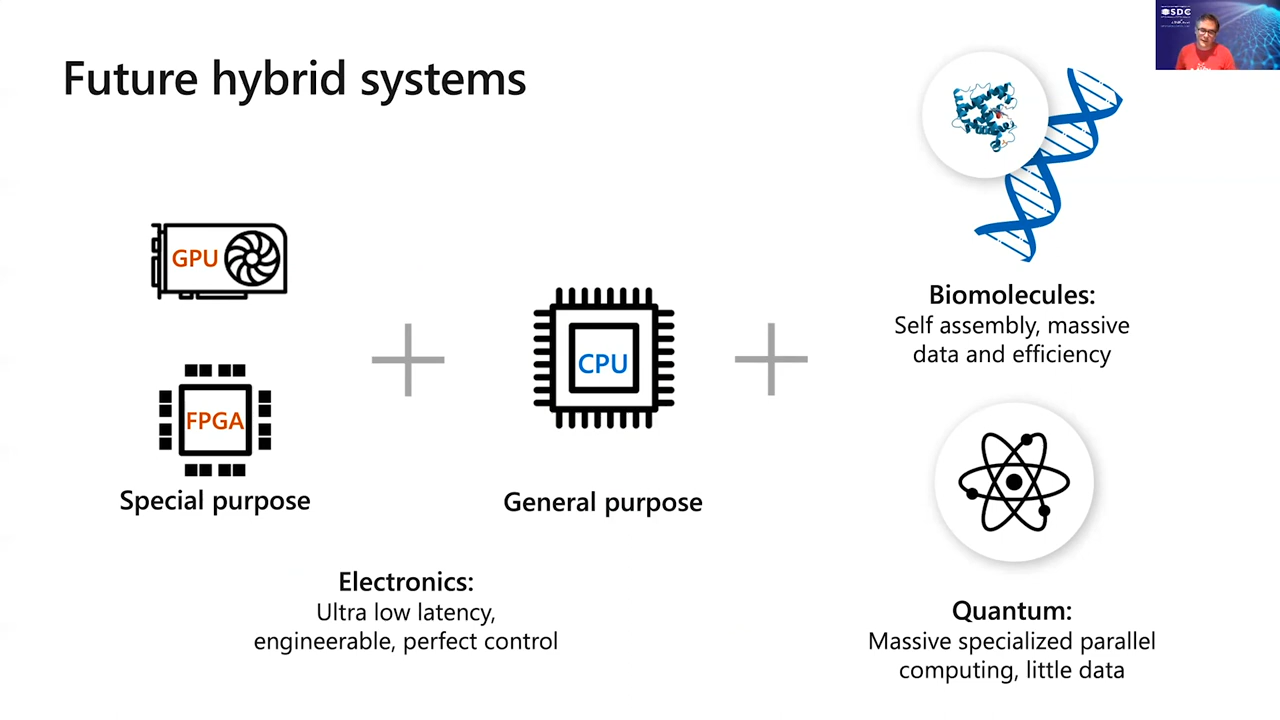 SDC
Future hybrid systems
GPU
FPGA
Special purpose
CPU
General purpose
Electronics:
Ultra low latency,
engineerable, perfect control
Biomolecules:
Self assembly, massive
data and efficiency
Quantum:
Massive specialized parallel
computing, little data